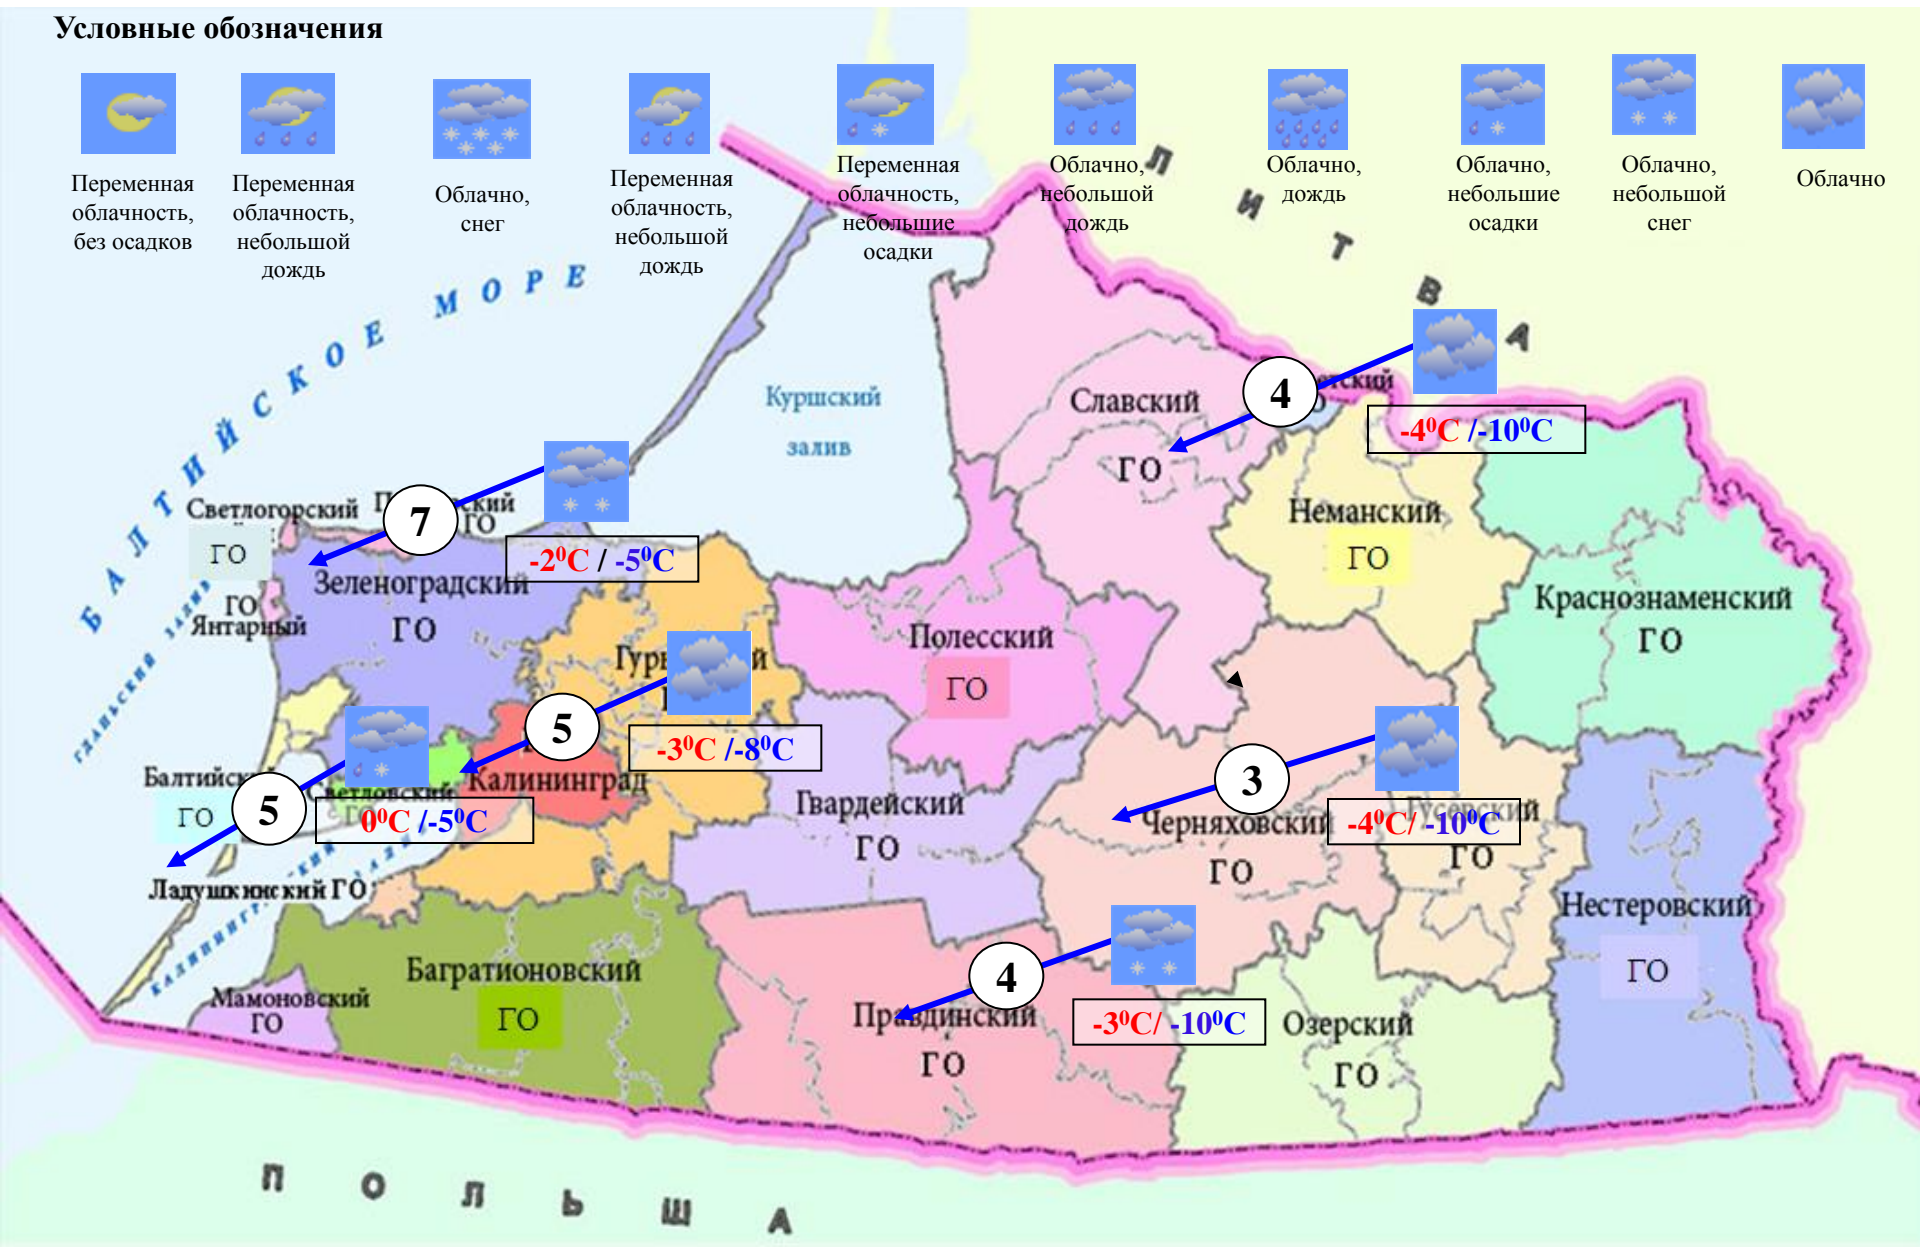 Условные обозначения
Переменная
облачность,
без осадков
Переменная
облачность,
небольшой
дождь
Облачно,
снег
Переменная
облачность,
небольшой
дождь
Переменная
облачность,
небольшие
осадки
Облачно,
небольшой
дождь
Облачно,
дождь
Облачно,
небольшие
осадки
Облачно,
небольшой
снег
Облачно
ЛИТВА
БАЛТИЙСКОЕ МОРЕ
Куршский
залив
Славский
ГО
4
-4⁰C /-10⁰C
Светлогорский
ГО
ГО
7
-2⁰C / -5⁰C
Неманский
ГО
Зеленоградский
ГО
ГО
Янтарный
Краснознаменский
ГО
Полесский
ГО
5
-3⁰C /-8⁰C
Калининград
Балтийск
ГО
5
Светловский
0⁰C /-5⁰C
Гвардейский
ГО
3
Черняховский
ГО
-4⁰C/ -10⁰C
Гусевский
ГО
Ладушкинский ГО
Нестеровский
ГО
Багратионовский
ГО
Мамоновский
ГО
4
Правдинский
ГО
-3⁰C/ -10⁰C
Озерский
ГО
ПОЛЬША